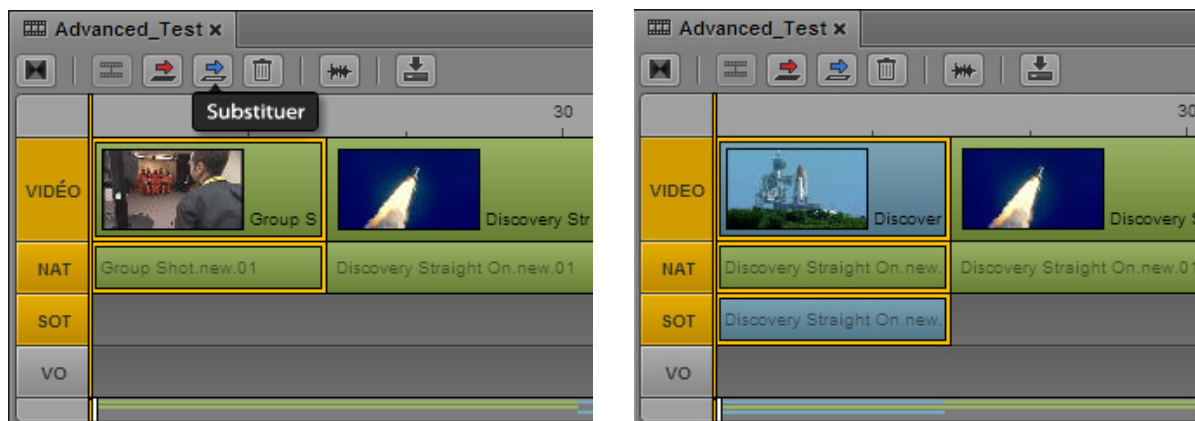 Advanced_Test ×
Substituer
30
VIDÉO
Group S
Discovery Str
NAT
Group Shot.new.01
Discovery Straight On.new.01
SOT
VO
Advanced_Test ×
30
VIDEO
Discover
Discovery S
NAT
Discovery Straight On.new.
Discovery Straight On.new.01
SOT
Discovery Straight On.new.
VO